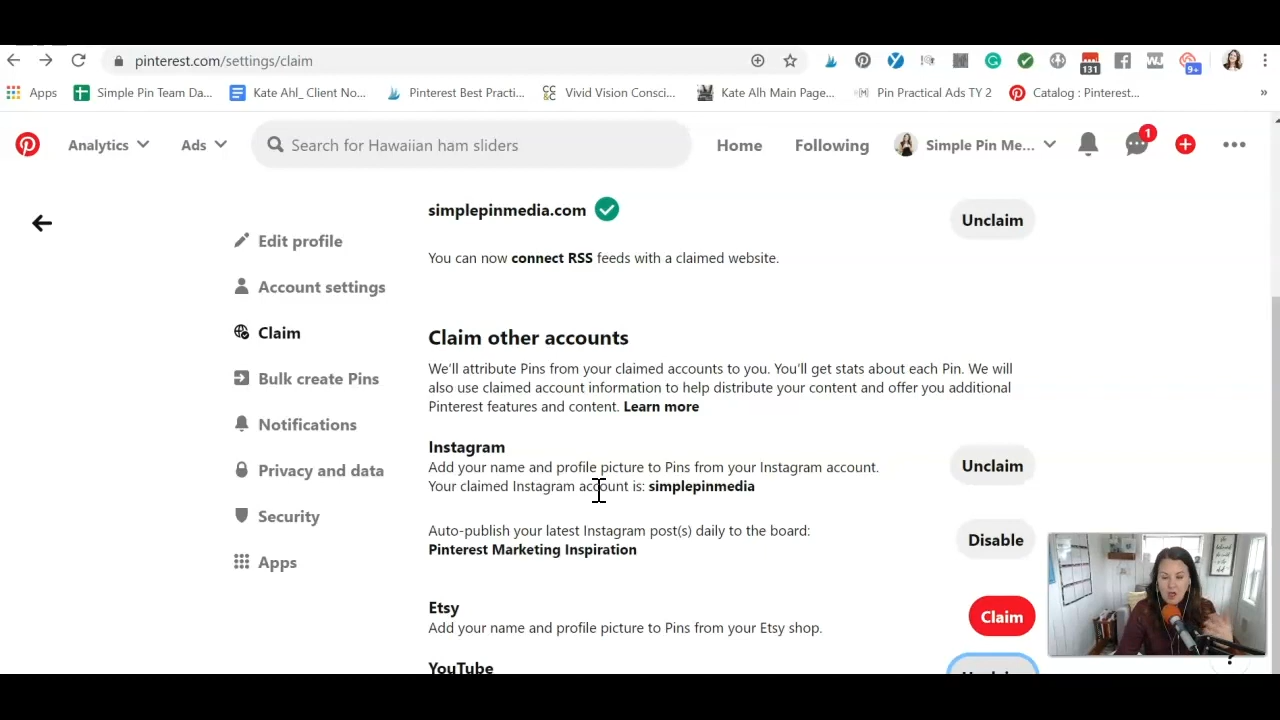 pinterest.com/settings/claim
131
9+
Apps
Simple Pin Team Da...
Kate Ahl_ Client No...
Pinterest Best Practi...
Vivid Vision Consci...
Kate Alh Main Page...
Pin Practical Ads TY 2
Catalog : Pinterest...
»
Analytics
Ads
Search for Hawaiian ham sliders
Home
Following
Simple Pin Me...
1
simplepinmedia.com
Unclaim
You can now connect RSS feeds with a claimed website.
Edit profile
Account settings
Claim
Bulk create Pins
Notifications
Privacy and data
Security
Apps
Claim other accounts
We'll attribute Pins from your claimed accounts to you. You'll get stats about each Pin. We will
also use claimed account information to help distribute your content and offer you additional
Pinterest features and content. Learn more
Instagram
Add your name and profile picture to Pins from your Instagram account.
Your claimed Instagram account is: simplepinmedia
Unclaim
Auto-publish your latest Instagram post(s) daily to the board:
Pinterest Marketing Inspiration
Disable
Etsy
Add your name and profile picture to Pins from your Etsy shop.
Claim
YouTube